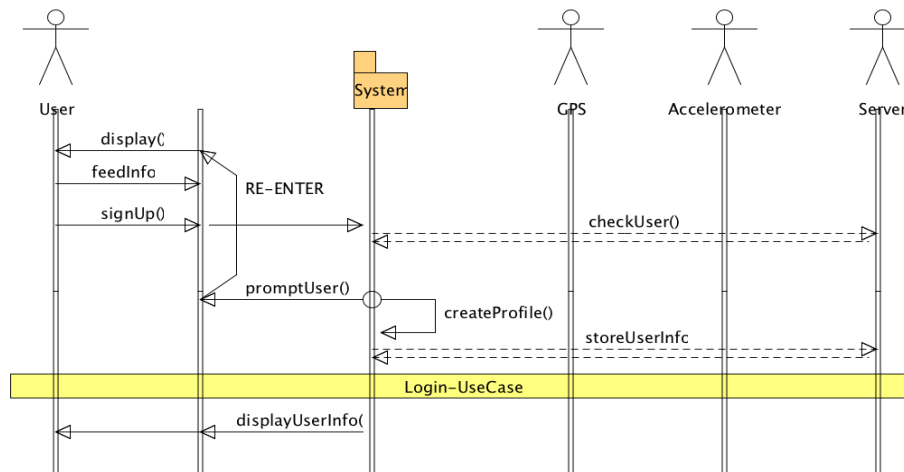 User
System
GPS
Accelerometer
Server
display()
feedInfo
RE-ENTER
signUp()
checkUser()
promptUser()
createProfile()
storeUserInfo
Login-UseCase
displayUserInfo(